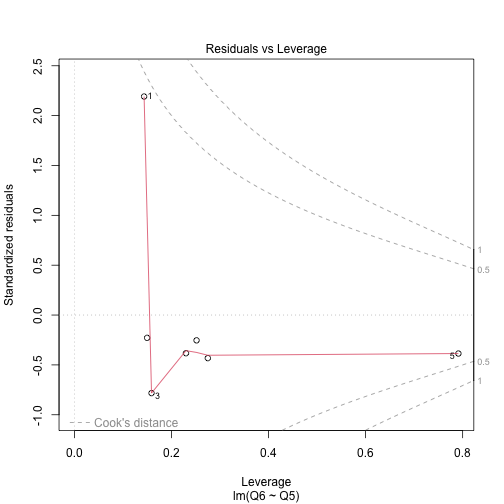 Residuals vs Leverage
2.5
2.0
1.5
1.0
0.5
0.0
-0.5
-1.0
Standardized residuals
1
3
5
1
0.5
0.5
1
Cook's distance
0.0 0.2 0.4 0.6 0.8
Leverage
lm(Q6 ~ Q5)